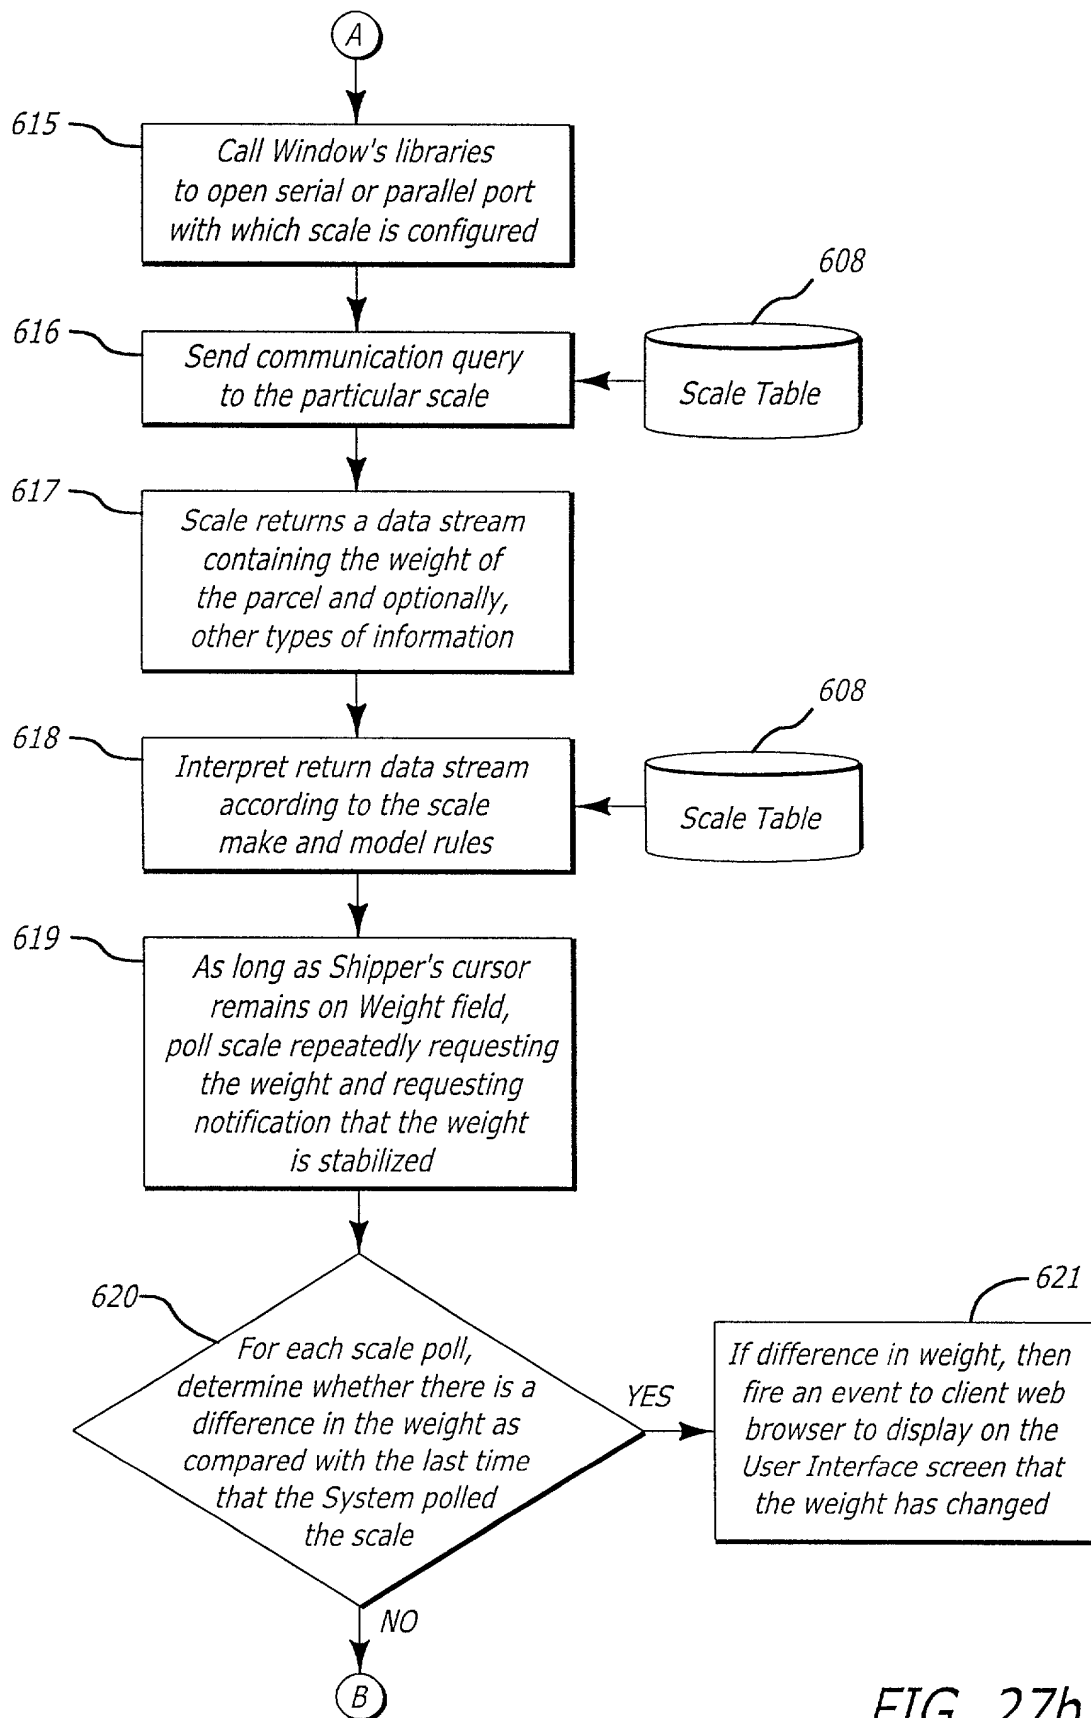 A
615
Call Window's libraries
to open serial or parallel port
with which scale is configured
608
616
Send communication query
to the particular scale
Scale Table
617
Scale returns a data stream
containing the weight of
the parcel and optionally,
other types of information
608
618
Interpret return data stream
according to the scale
make and model rules
Scale Table
619
As long as Shipper's cursor
remains on Weight field,
poll scale repeatedly requesting
the weight and requesting
notification that the weight
is stabilized
620
For each scale poll,
determine whether there is a
difference in the weight as
compared with the last time
that the System polled
the scale
YES
621
If difference in weight, then
fire an event to client web
browser to display on the
User Interface screen that
the weight has changed
NO
B
FIG. 27b